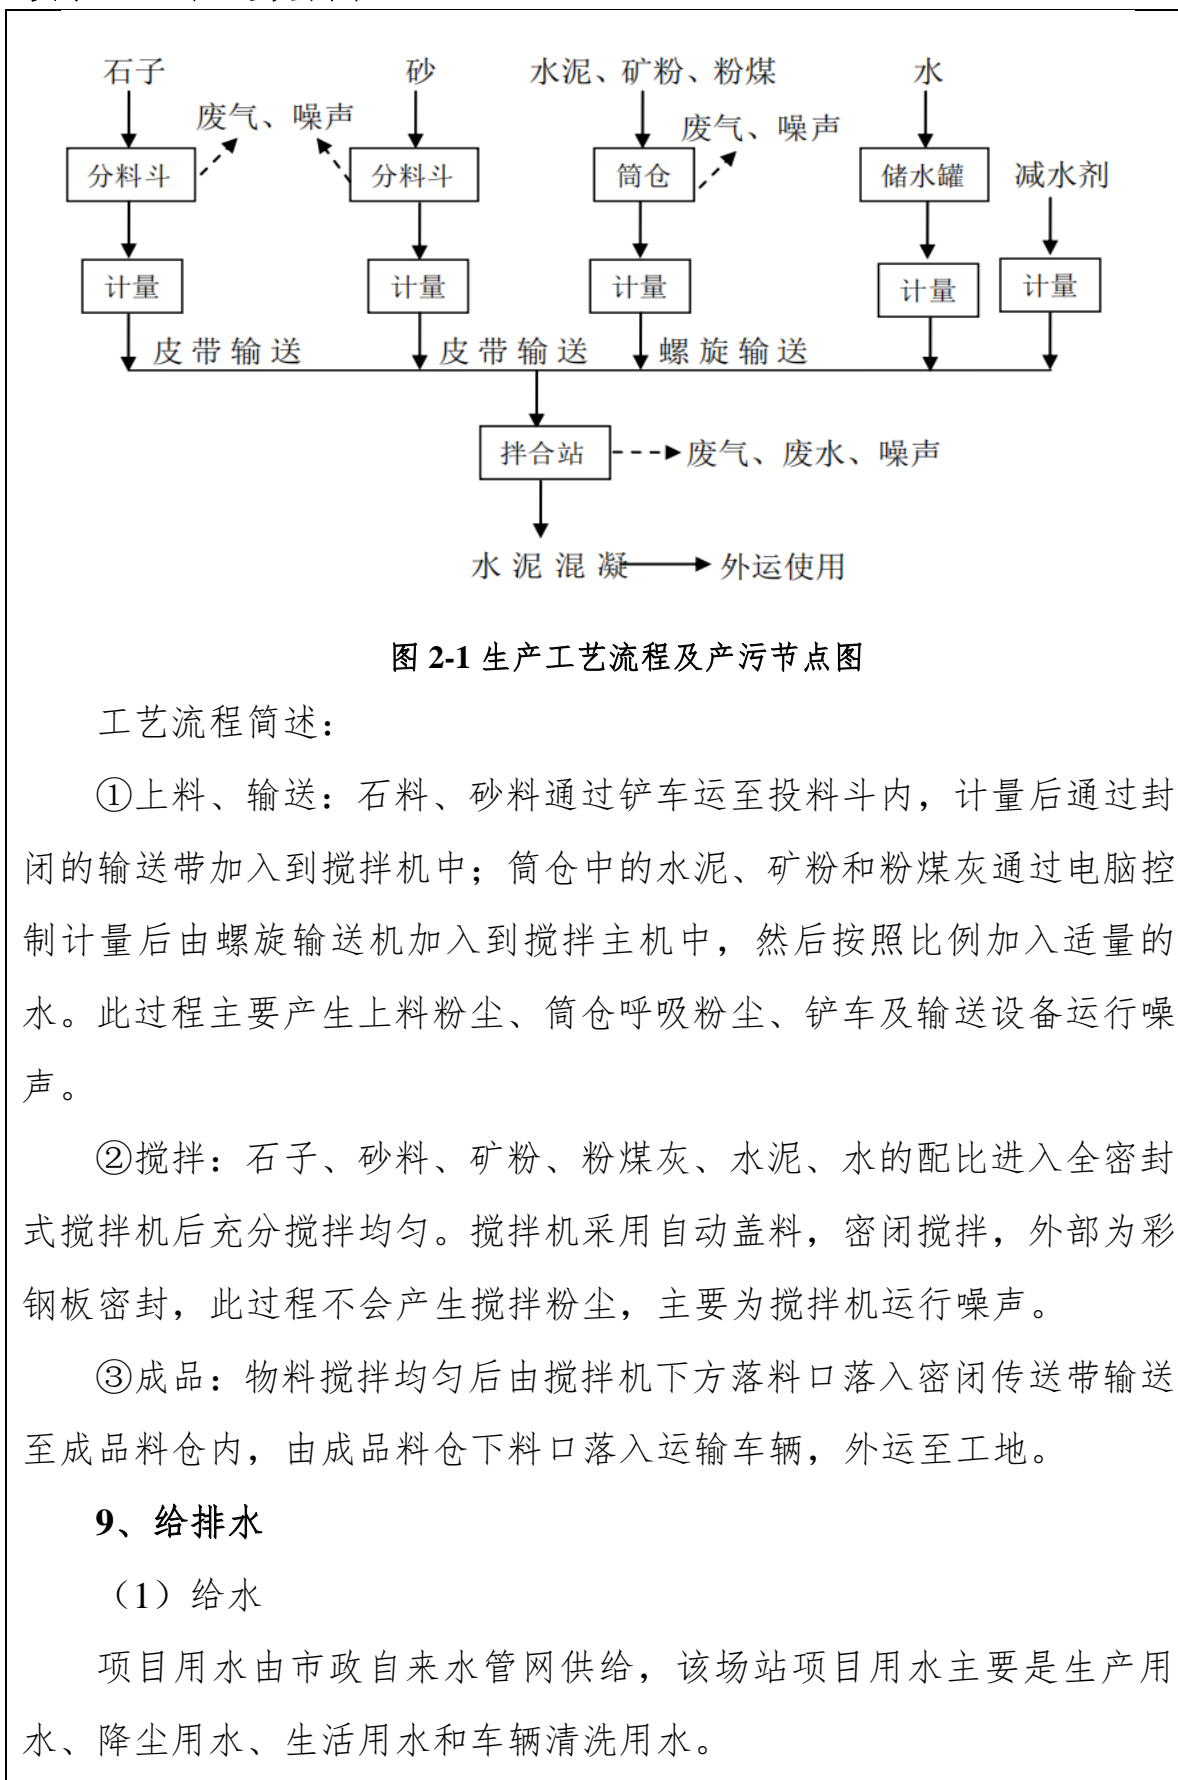 石子 砂 水泥、矿粉、粉煤 水
废气、噪声 废气、噪声
分料斗 分料斗 筒仓 储水罐 减水剂
计量 计量 计量 计量 计量
皮带输送 皮带输送 螺旋输送
拌合站 废气、废水、噪声
水泥混凝 外运使用
图 2-1 生产工艺流程及产污节点图
工艺流程简述：
①上料、输送：石料、砂料通过铲车运至投料斗内，计量后通过封
闭的输送带加入到搅拌机中；筒仓中的水泥、矿粉和粉煤灰通过电脑控
制计量后由螺旋输送机加入到搅拌主机中，然后按照比例加入适量的
水。此过程主要产生上料粉尘、筒仓呼吸粉尘、铲车及输送设备运行噪
声。
②搅拌：石子、砂料、矿粉、粉煤灰、水泥、水的配比进入全密封
式搅拌机后充分搅拌均匀。搅拌机采用自动盖料，密闭搅拌，外部为彩
钢板密封，此过程不会产生搅拌粉尘，主要为搅拌机运行噪声。
③成品：物料搅拌均匀后由搅拌机下方落料口落入密闭传送带输送
至成品料仓内，由成品料仓下料口落入运输车辆，外运至工地。
9、给排水
（1）给水
项目用水由市政自来水管网供给，该场站项目用水主要是生产用
水、降尘用水、生活用水和车辆清洗用水。